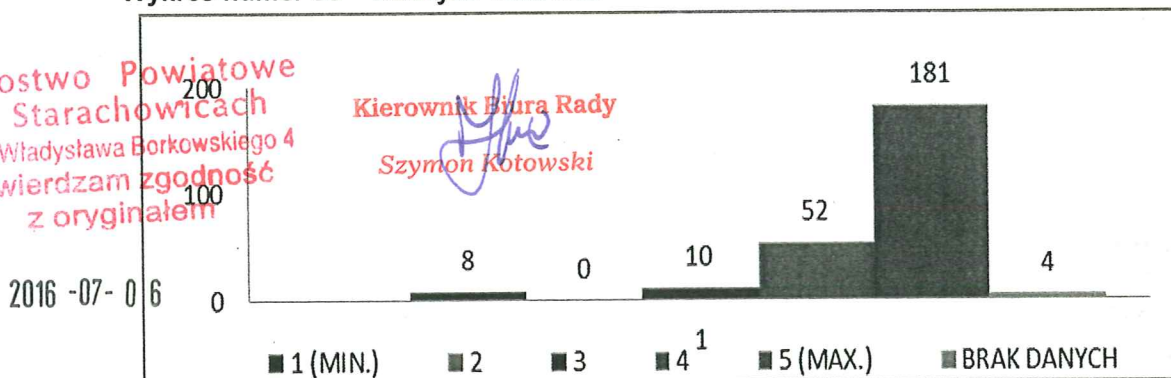 ostwo Powiatowe
Starachowicach
Władysława Borkowskiego 4
wierdzam zgodność
z oryginałem
2016 -07- 06
Kierownik Biura Rady
Szymon Kotowski
200
100
0
8
0
10
52
181
4
1
1 (MIN.)
2
3
4
5 (MAX.)
BRAK DANYCH